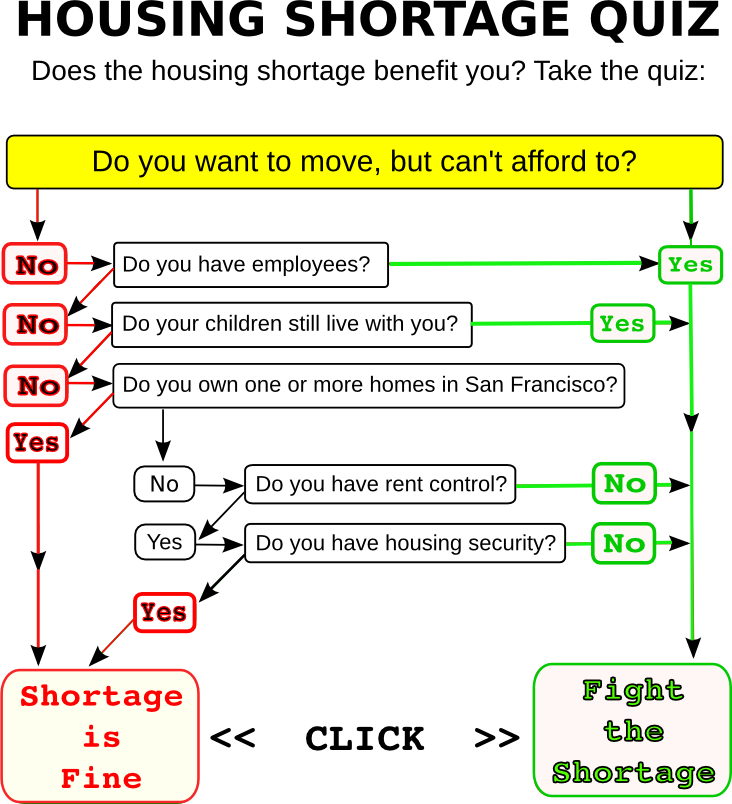 HOUSING SHORTAGE QUIZ
Does the housing shortage benefit you? Take the quiz:
Do you want to move, but can't afford to?
No
Do you have employees?
Yes
No
Do your children still live with you?
Yes
No
Do you own one or more homes in San Francisco?
Yes
No
Do you have rent control?
No
Yes
Do you have housing security?
No
Yes
Shortage
is
Fine
<< CLICK >>
Fight
the
Shortage